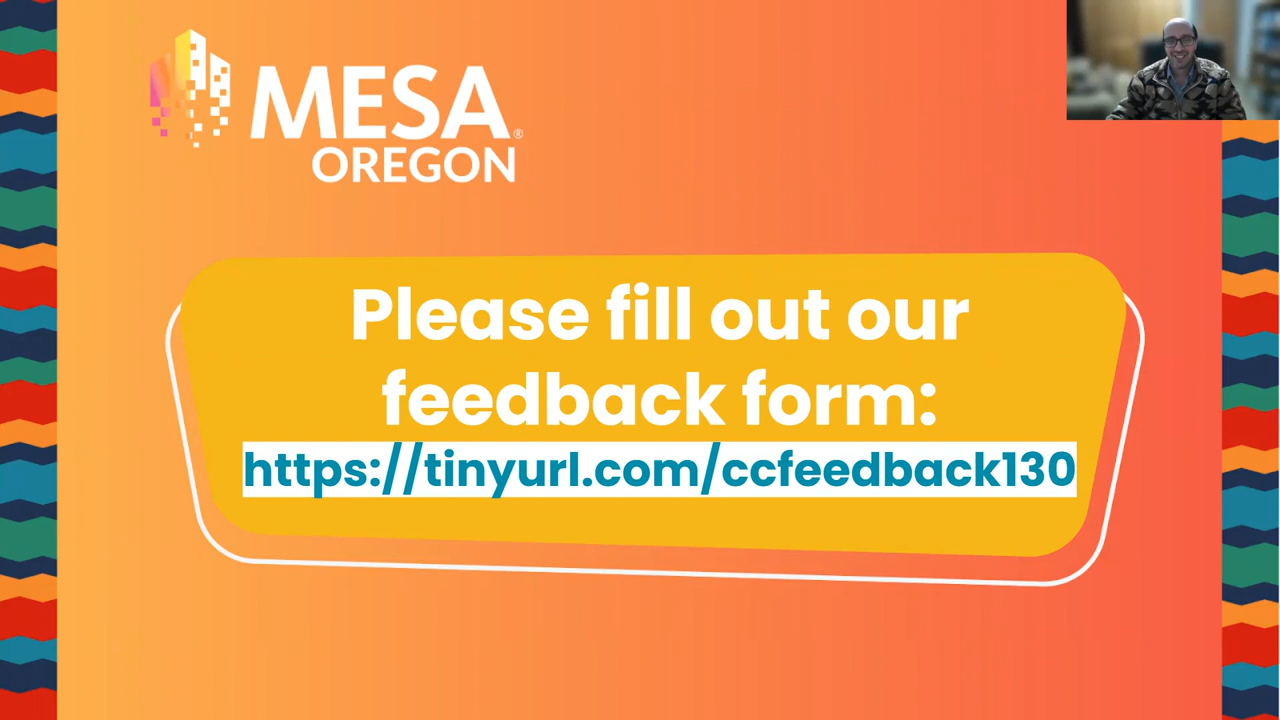 MESA®
OREGON
Please fill out our
feedback form:
https://tinyurl.com/ccfeedback130